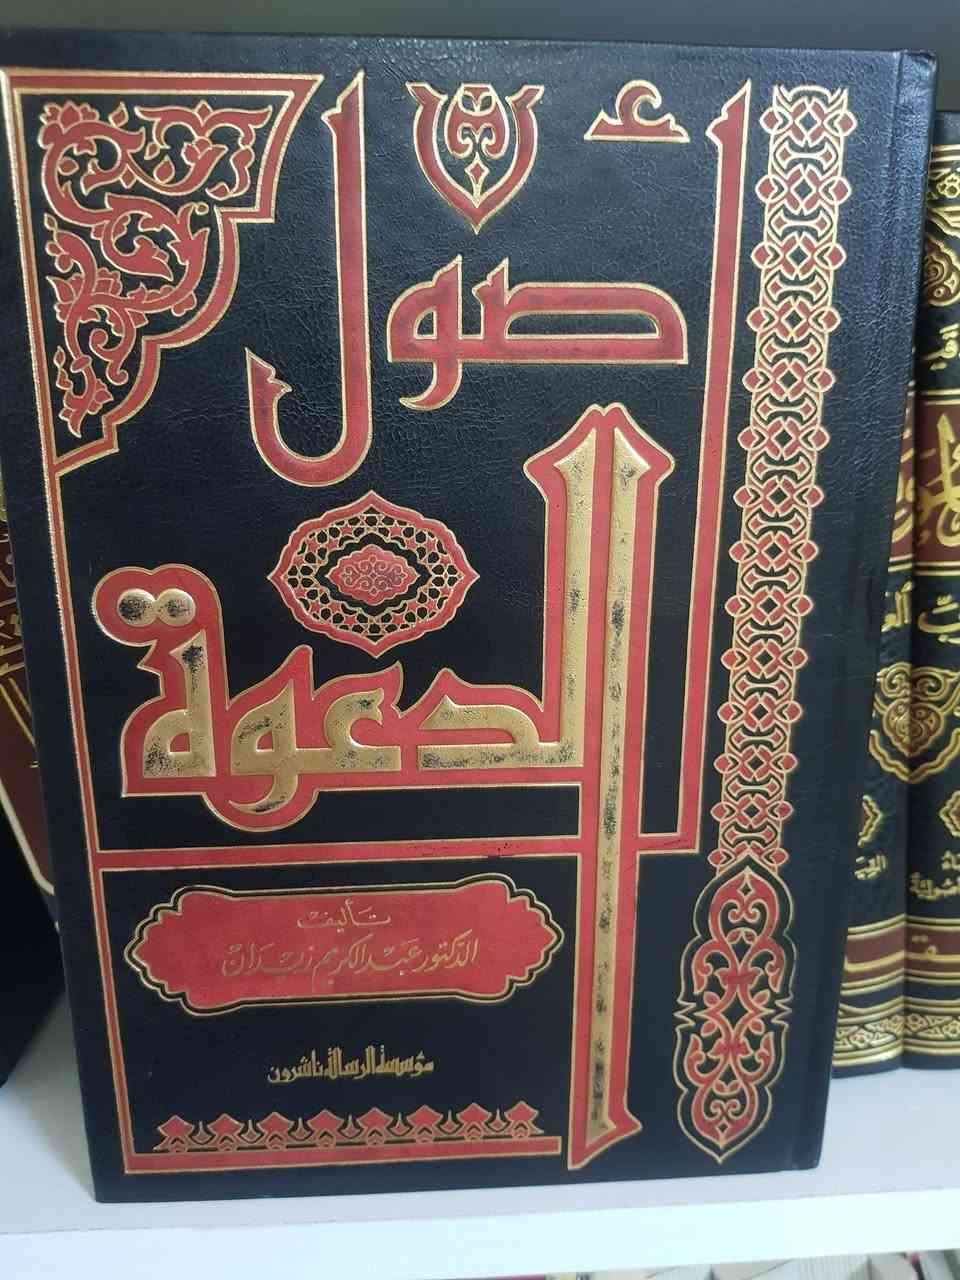 أصول
الدعوة
تأليف
الدكتور عبد الكريم زيدان
مؤسسة الرسالة ناشرون